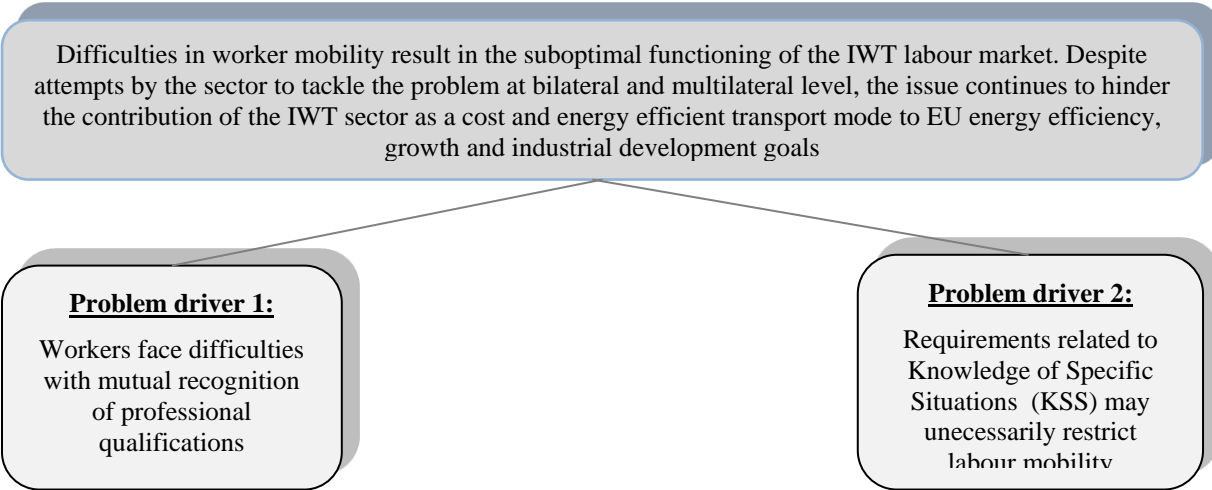 Difficulties in worker mobility result in the suboptimal functioning of the IWT labour market. Despite
attempts by the sector to tackle the problem at bilateral and multilateral level, the issue continues to hinder
the contribution of the IWT sector as a cost and energy efficient transport mode to EU energy efficiency,
growth and industrial development goals
Problem driver 1:
Workers face difficulties
with mutual recognition
of professional
qualifications
Problem driver 2:
Requirements related to
Knowledge of Specific
Situations (KSS) may
unecessarily restrict
labour mobility